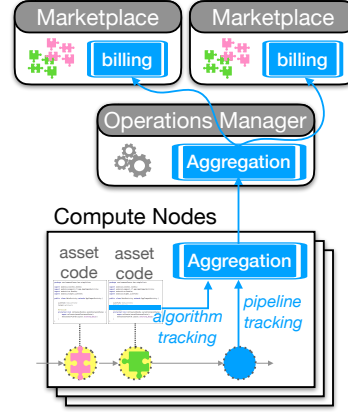 Marketplace
Marketplace
billing
billing
Operations Manager
Aggregation
Compute Nodes
asset
code
asset
code
Aggregation
algorithm
tracking
pipeline
tracking